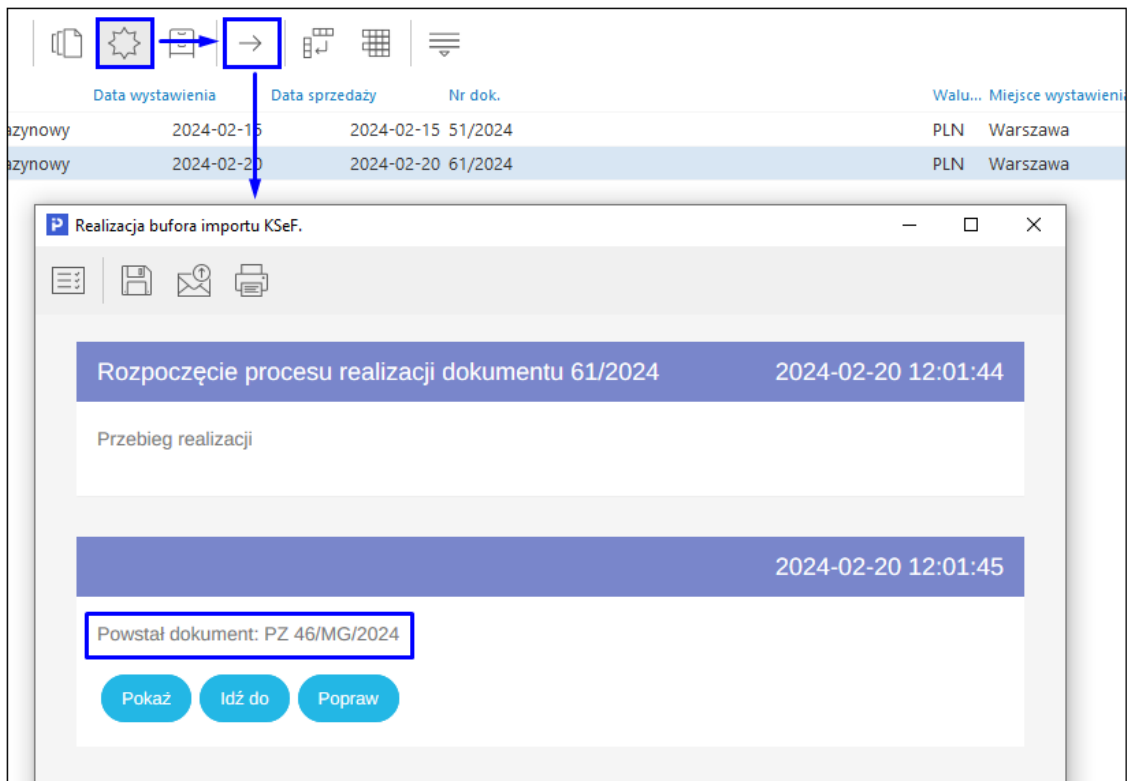 Data wystawienia Data sprzedaży Nr dok. Walu... Miejsce wystawienia
azynowy 2024-02-15 2024-02-15 51/2024 PLN Warszawa
azynowy 2024-02-20 2024-02-20 61/2024 PLN Warszawa
Realizacja bufora importu KSeF.
Rozpoczęcie procesu realizacji dokumentu 61/2024 2024-02-20 12:01:44
Przebieg realizacji
2024-02-20 12:01:45
Powstał dokument: PZ 46/MG/2024
Pokaż Idź do Popraw